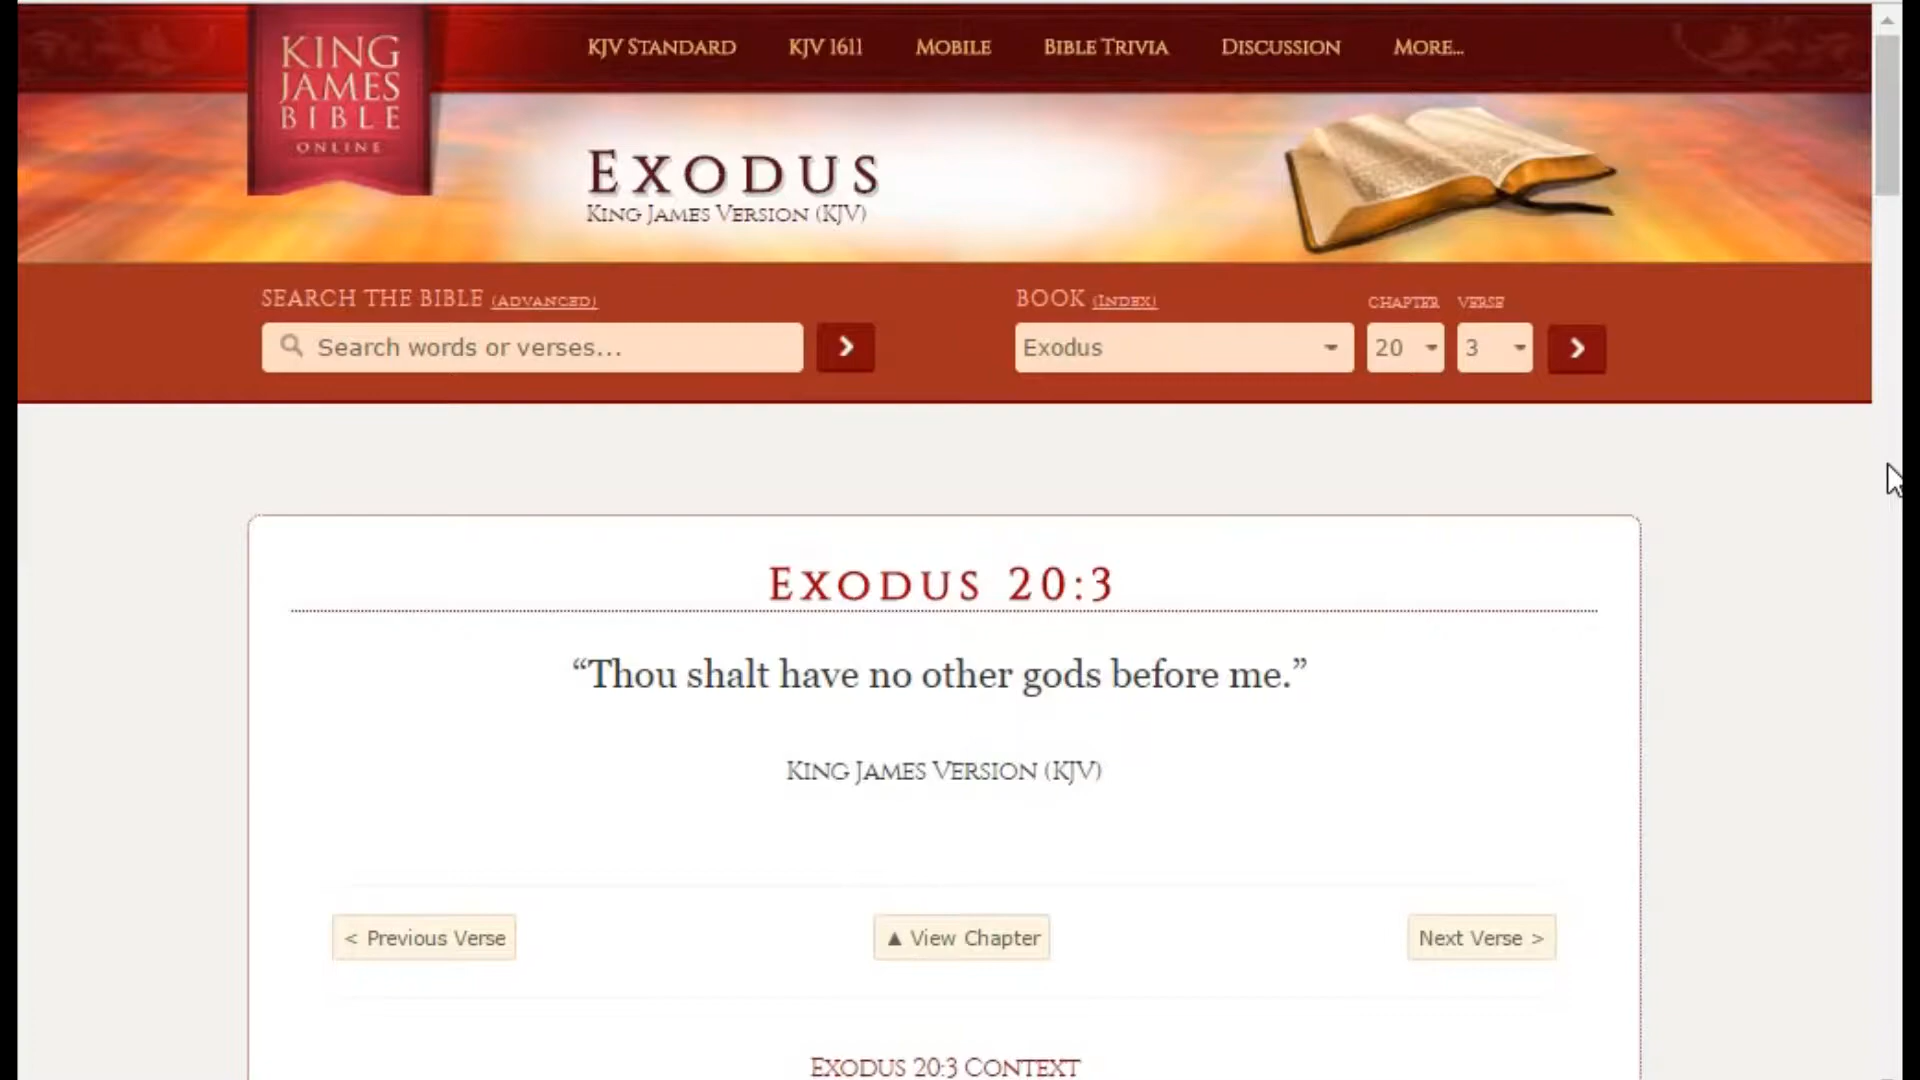 KING
JAMES
BIBLE
ONLINE
KJV STANDARD KJV 1611 MOBILE BIBLE TRIVIA DISCUSSION MORE...
EXODUS
KING JAMES VERSION (KJV)
SEARCH THE BIBLE (ADVANCED) BOOK (INDEX) CHAPTER VERSE
Search words or verses... Exodus 20 3
EXODUS 20:3
“Thou shalt have no other gods before me.”
KING JAMES VERSION (KJV)
< Previous Verse ▲ View Chapter Next Verse >
EXODUS 20:3 CONTEXT